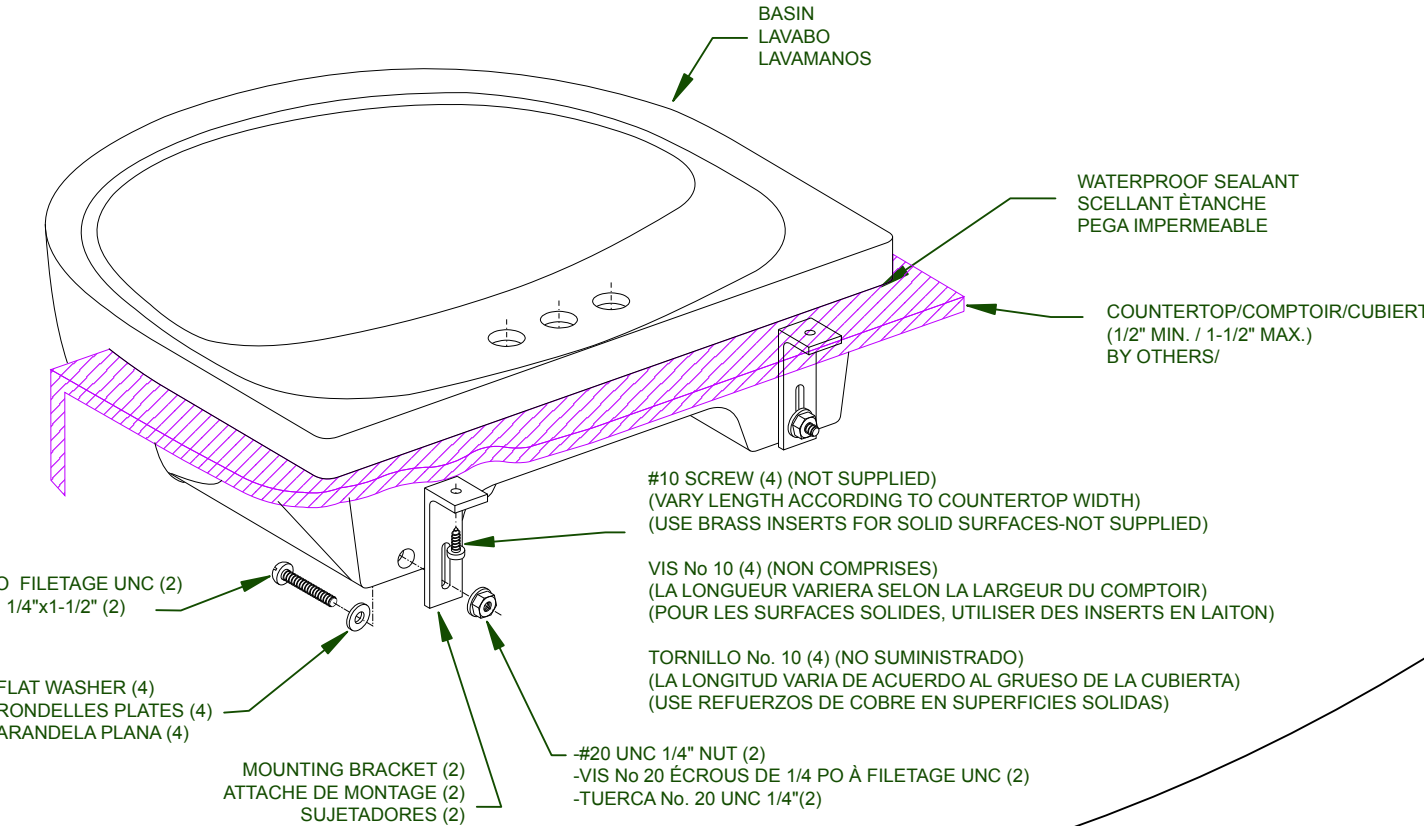 BASIN
LAVABO
LAVAMANOS
WATERPROOF SEALANT
SCELLANT ÈTANCHE
PEGA IMPERMEABLE
COUNTERTOP/COMPTOIR/CUBIERT
(1/2" MIN. / 1-1/2" MAX.)
BY OTHERS/
#10 SCREW (4) (NOT SUPPLIED)
(VARY LENGTH ACCORDING TO COUNTERTOP WIDTH)
(USE BRASS INSERTS FOR SOLID SURFACES-NOT SUPPLIED)
VIS No 10 (4) (NON COMPRISES)
(LA LONGUEUR VARIERA SELON LA LARGEUR DU COMPTOIR)
(POUR LES SURFACES SOLIDES, UTILISER DES INSERTS EN LAITON)
TORNILLO No. 10 (4) (NO SUMINISTRADO)
(LA LONGITUD VARIA DE ACUERDO AL GRUESO DE LA CUBIERTA)
(USE REFUERZOS DE COBRE EN SUPERFICIES SOLIDAS)
O FILETAGE UNC (2)
1/4"x1-1/2" (2)
FLAT WASHER (4)
RONDELLES PLATES (4)
ARANDELA PLANA (4)
MOUNTING BRACKET (2)
ATTACHE DE MONTAGE (2)
SUJETADORES (2)
-#20 UNC 1/4" NUT (2)
-VIS No 20 ÉCROUS DE 1/4 PO À FILETAGE UNC (2)
-TUERCA No. 20 UNC 1/4"(2)